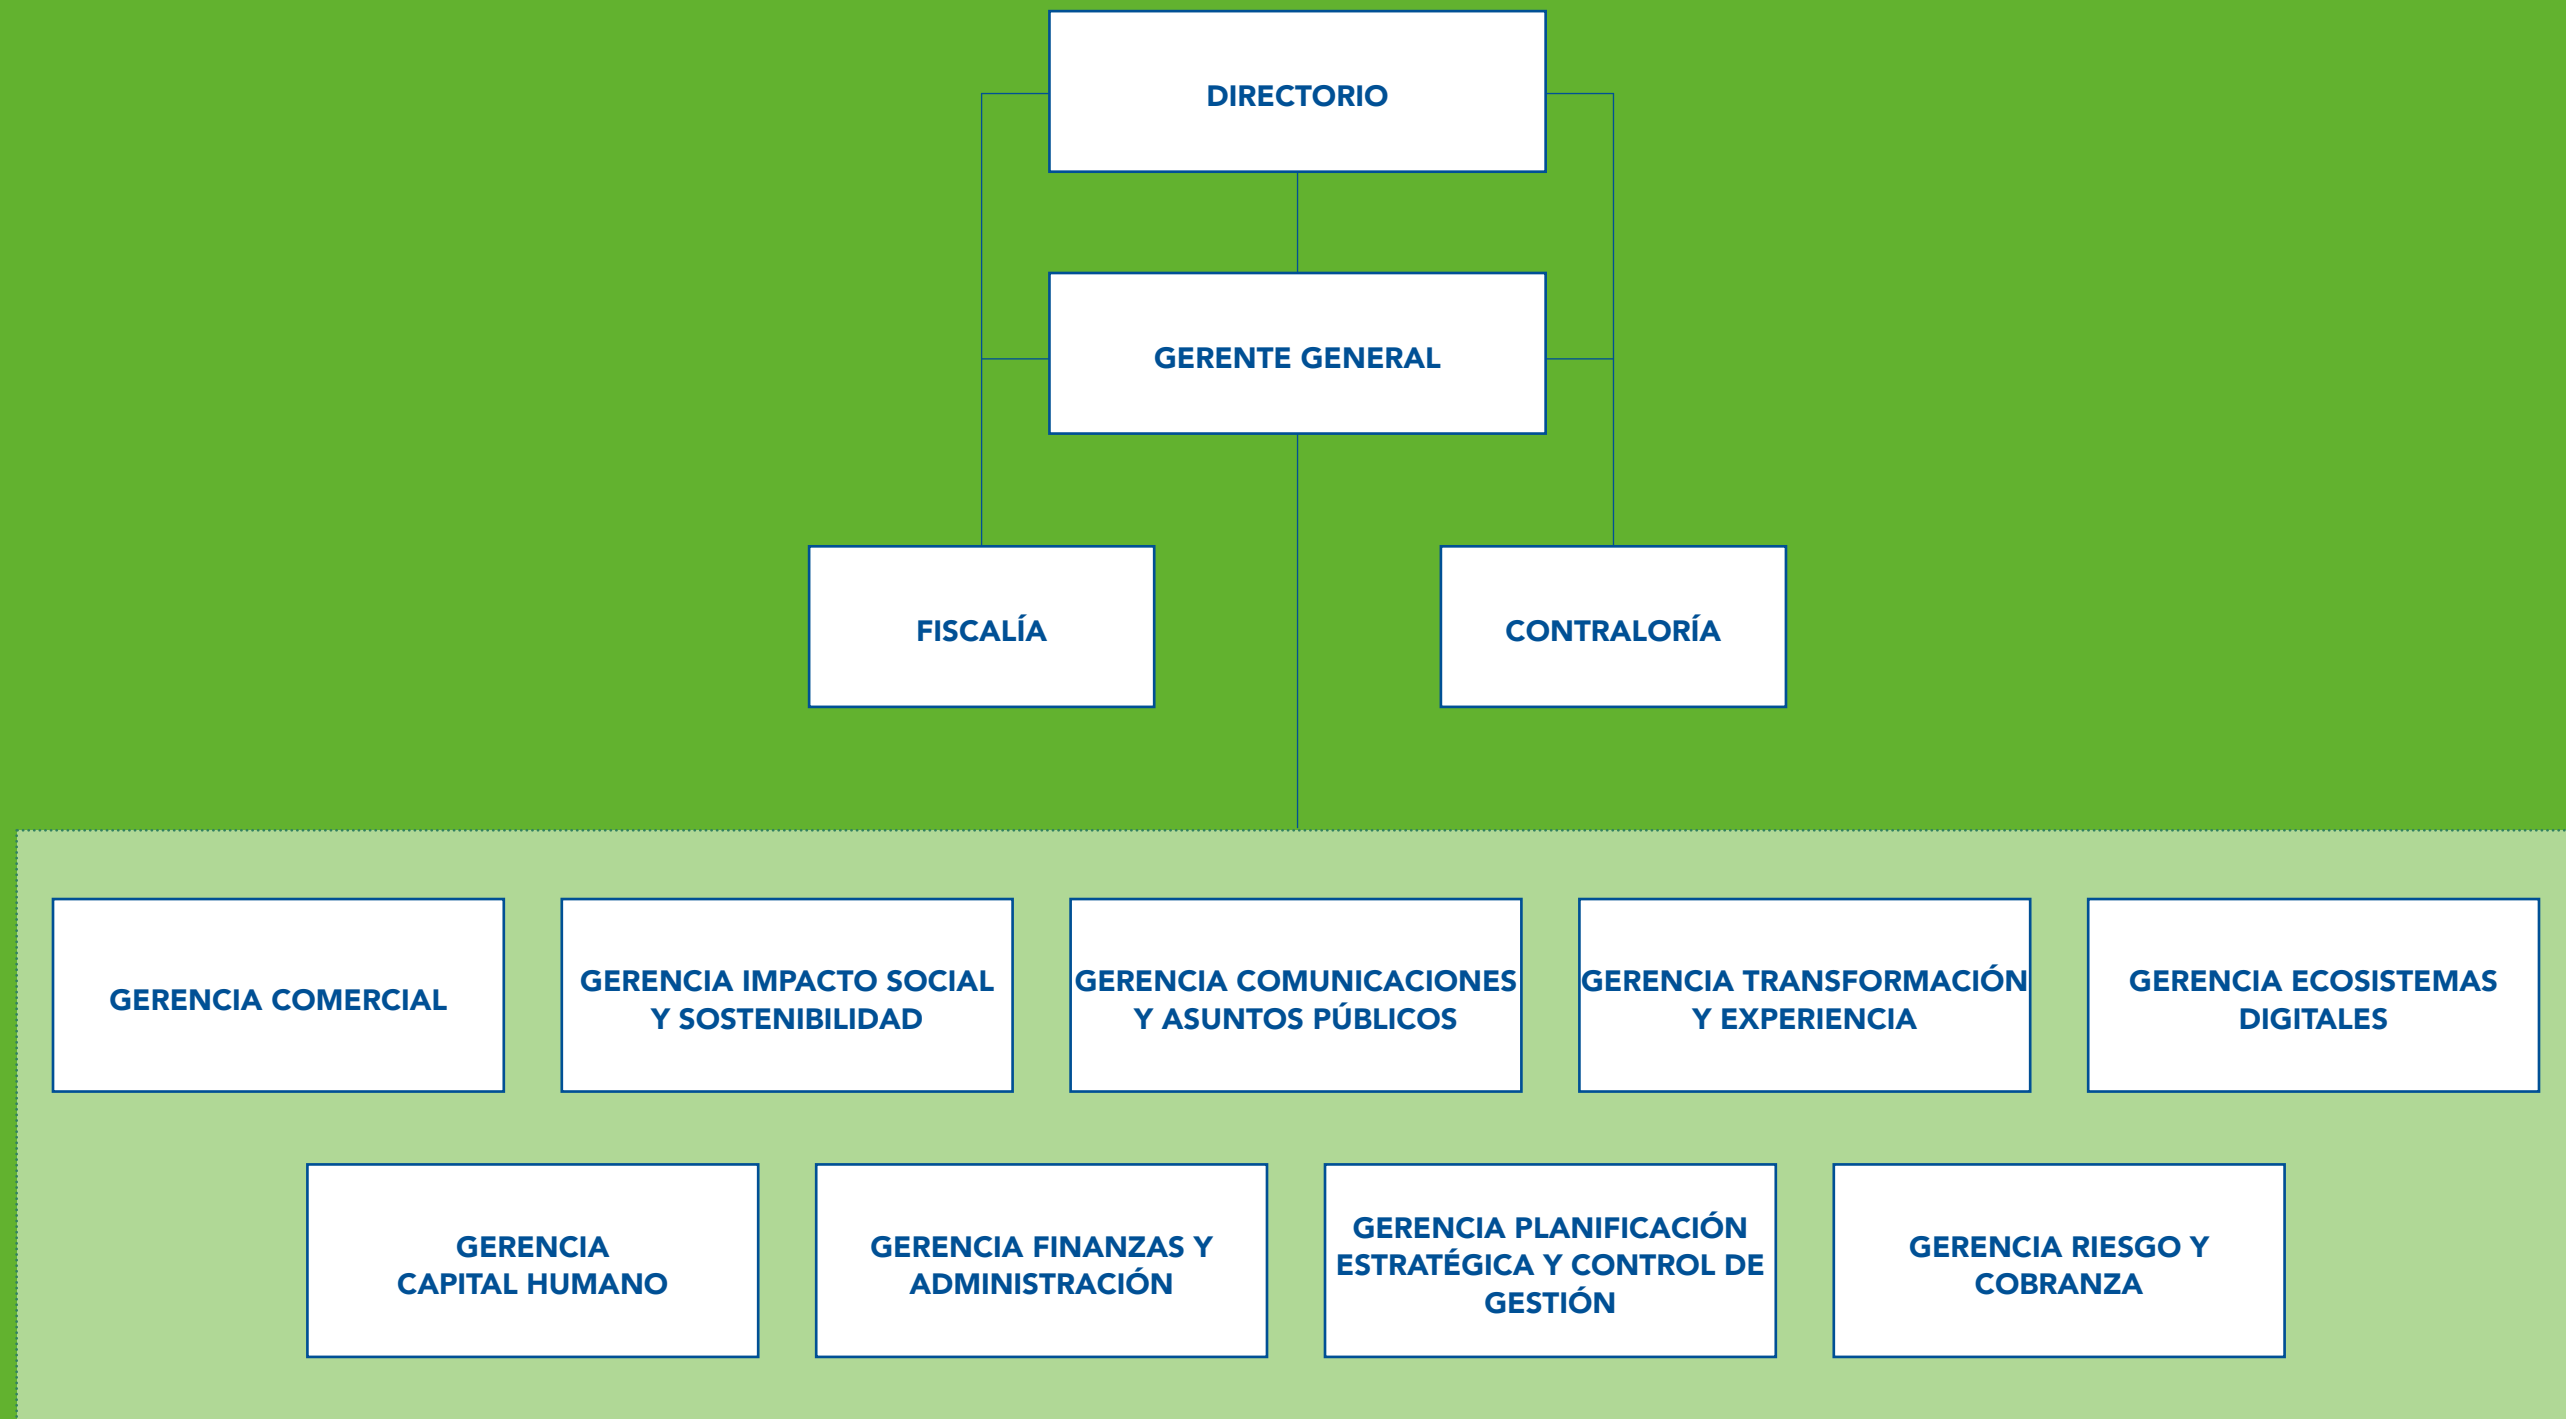 DIRECTORIO
GERENTE GENERAL
FISCALÍA
CONTRALORÍA
GERENCIA COMERCIAL
GERENCIA IMPACTO SOCIAL
Y SOSTENIBILIDAD
GERENCIA COMUNICACIONES
Y ASUNTOS PÚBLICOS
GERENCIA TRANSFORMACIÓN
Y EXPERIENCIA
GERENCIA ECOSISTEMAS
DIGITALES
GERENCIA
CAPITAL HUMANO
GERENCIA FINANZAS Y
ADMINISTRACIÓN
GERENCIA PLANIFICACIÓN
ESTRATÉGICA Y CONTROL DE
GESTIÓN
GERENCIA RIESGO Y
COBRANZA